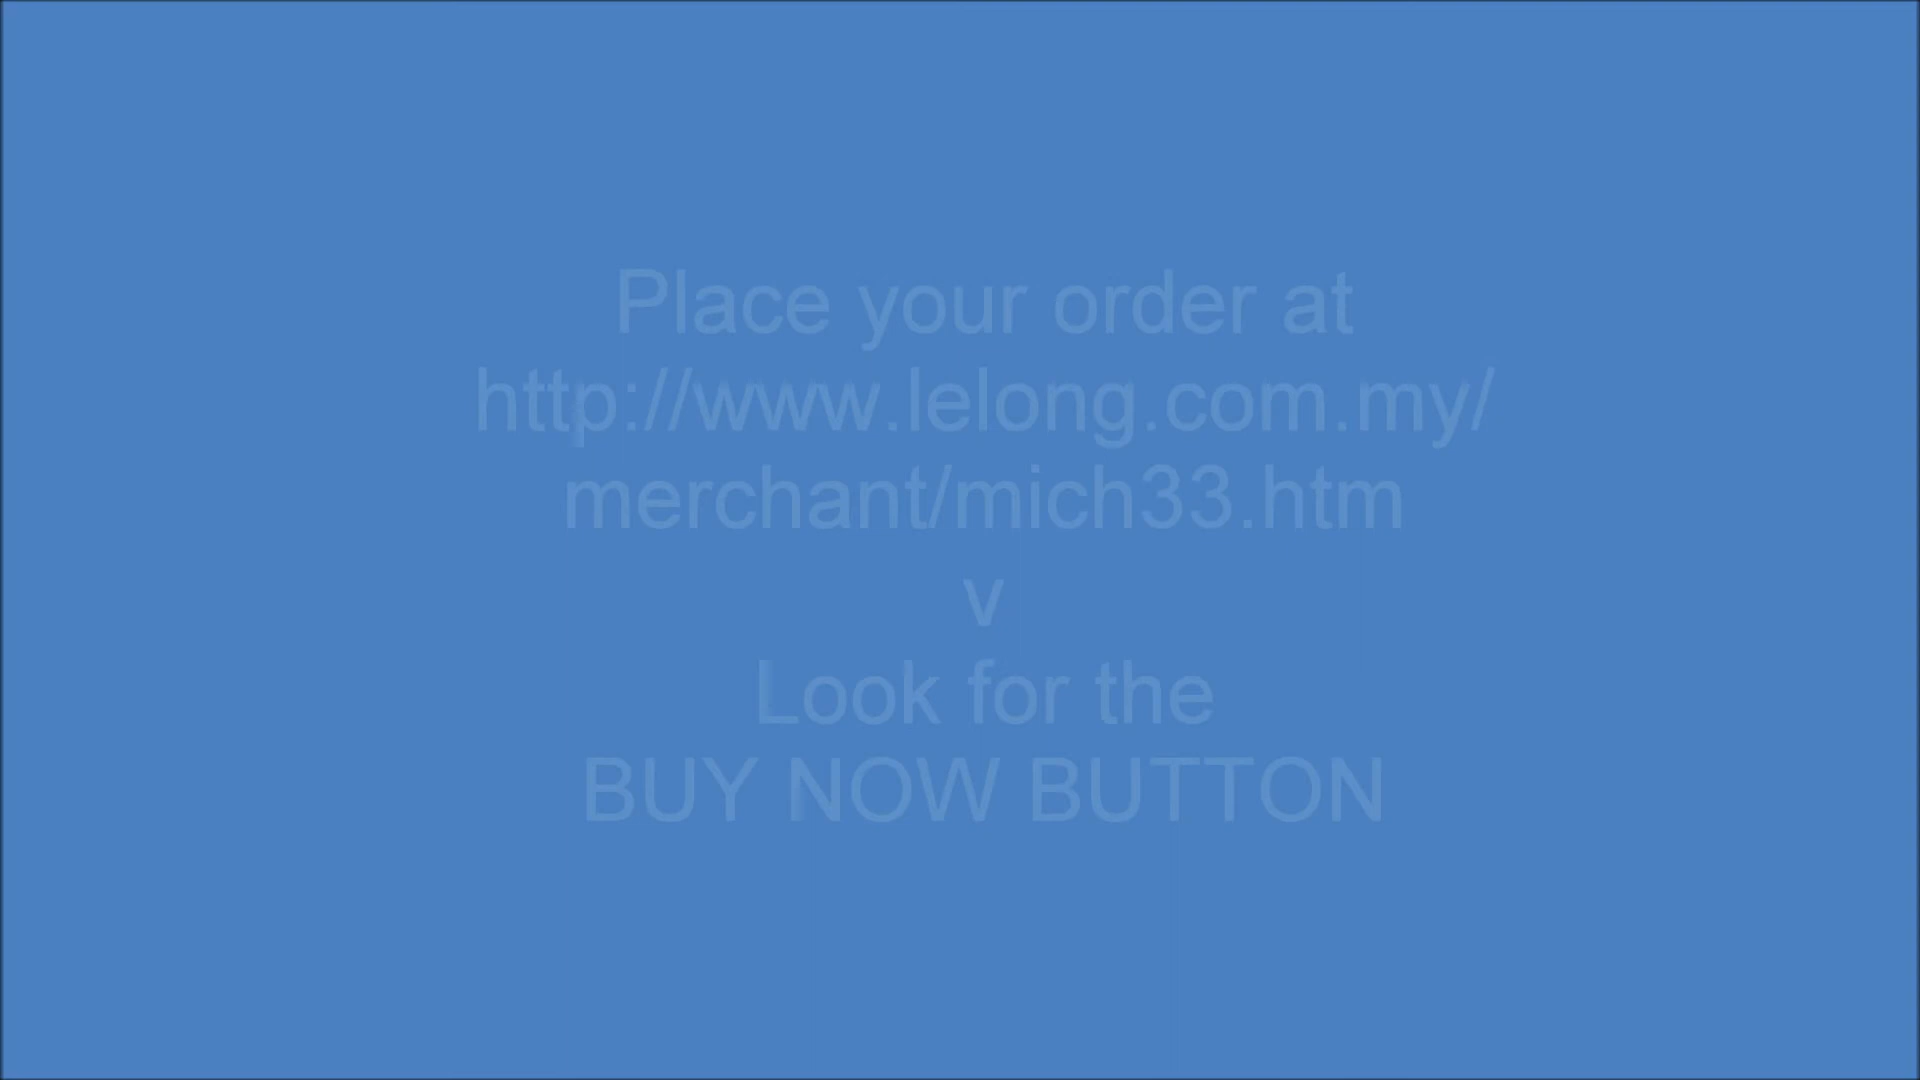 Place your order at
http://www.lelong.com.my/
merchant/mich33.htm
v
Look for the
BUY NOW BUTTON